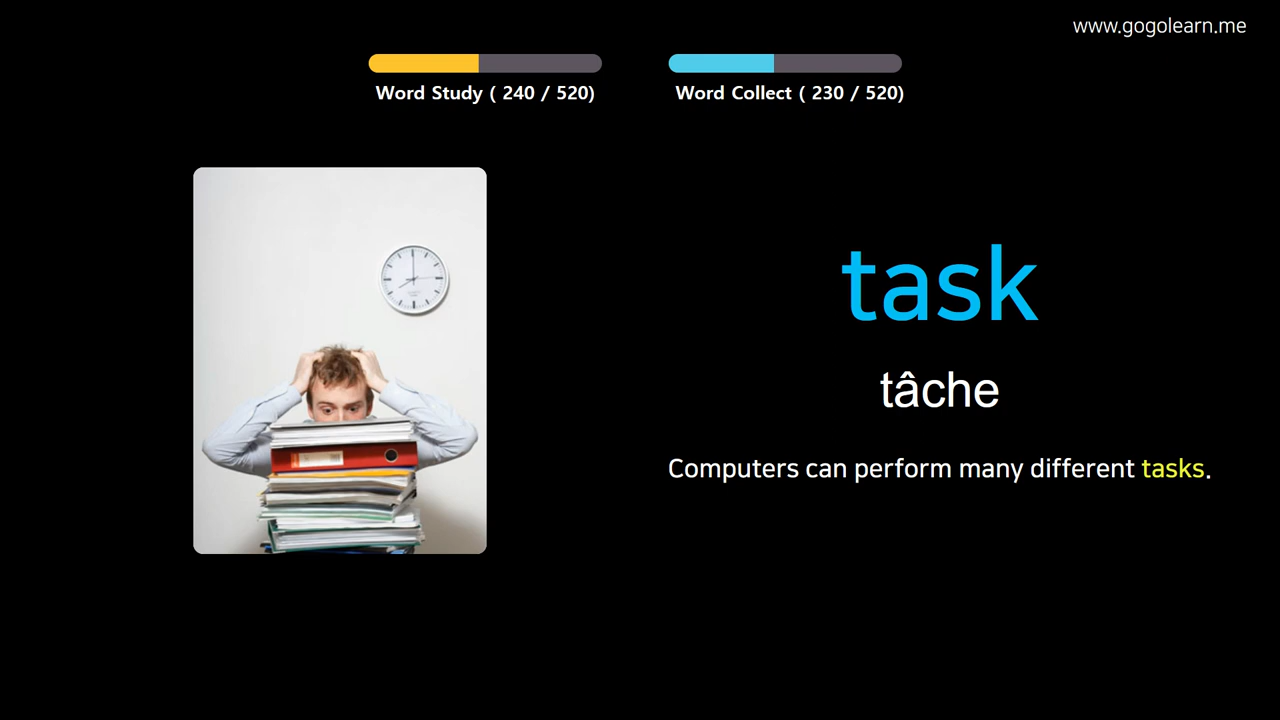 www.gogolearn.me
Word Study ( 240 / 520)
Word Collect ( 230 / 520)
task
tâche
Computers can perform many different tasks.